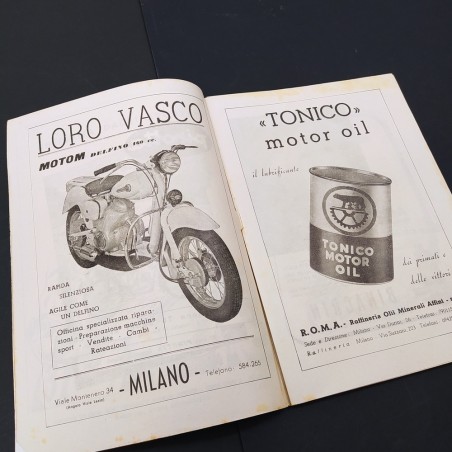 LORO VASCO
MOTOM DELFINO 160 cc.
RAPIDA
SILENZIOSA
AGILE COME
UN DELFINO
Officina specializzata ripara-
zioni - Preparazione macchine
sport - Vendite - Cambi -
Rateazioni
Viale Montenero 34
- MILANO -
Telefono: 584-265
«TONICO»
motor oil
il lubrificante
TONICO
MOTOR
OIL
dei primati e
delle vittorie
R.O.M.A. - Raffineria Olii Minerali Affini
Sede e Direzione: Milano
Raffineria Milano